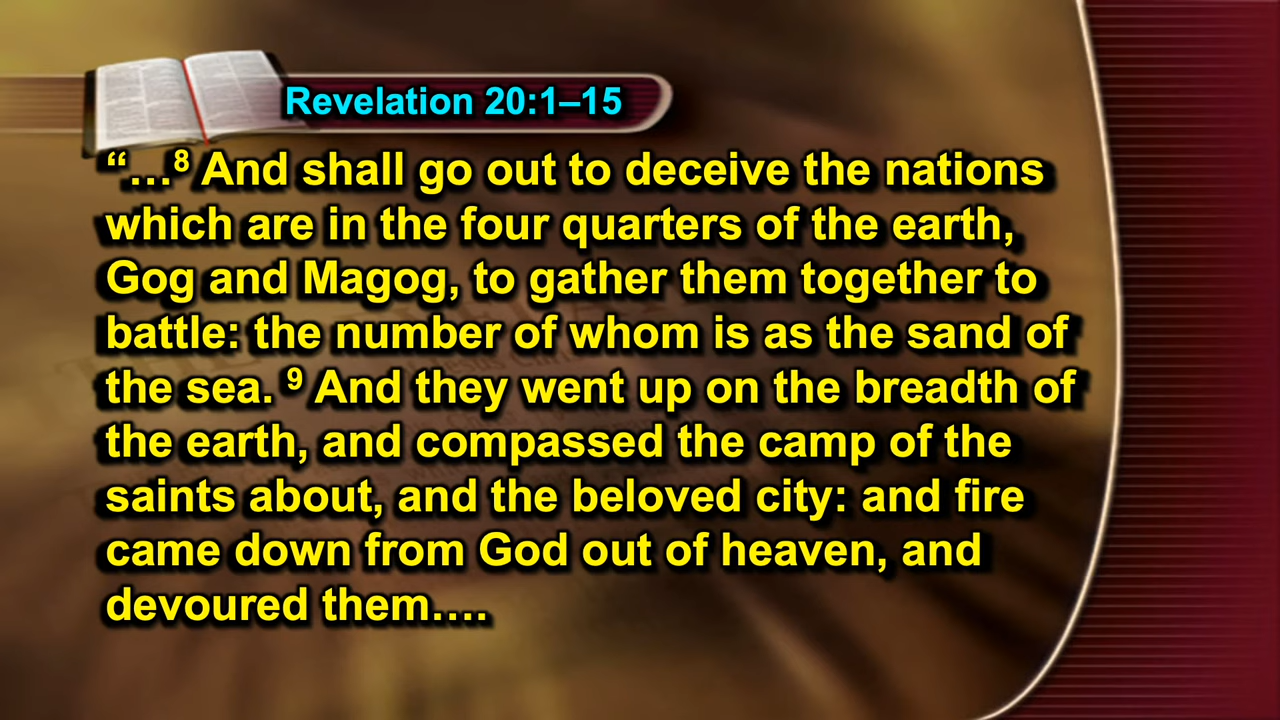 Revelation 20:1–15
“…⁸ And shall go out to deceive the nations
which are in the four quarters of the earth,
Gog and Magog, to gather them together to
battle: the number of whom is as the sand of
the sea. ⁹ And they went up on the breadth of
the earth, and compassed the camp of the
saints about, and the beloved city: and fire
came down from God out of heaven, and
devoured them….